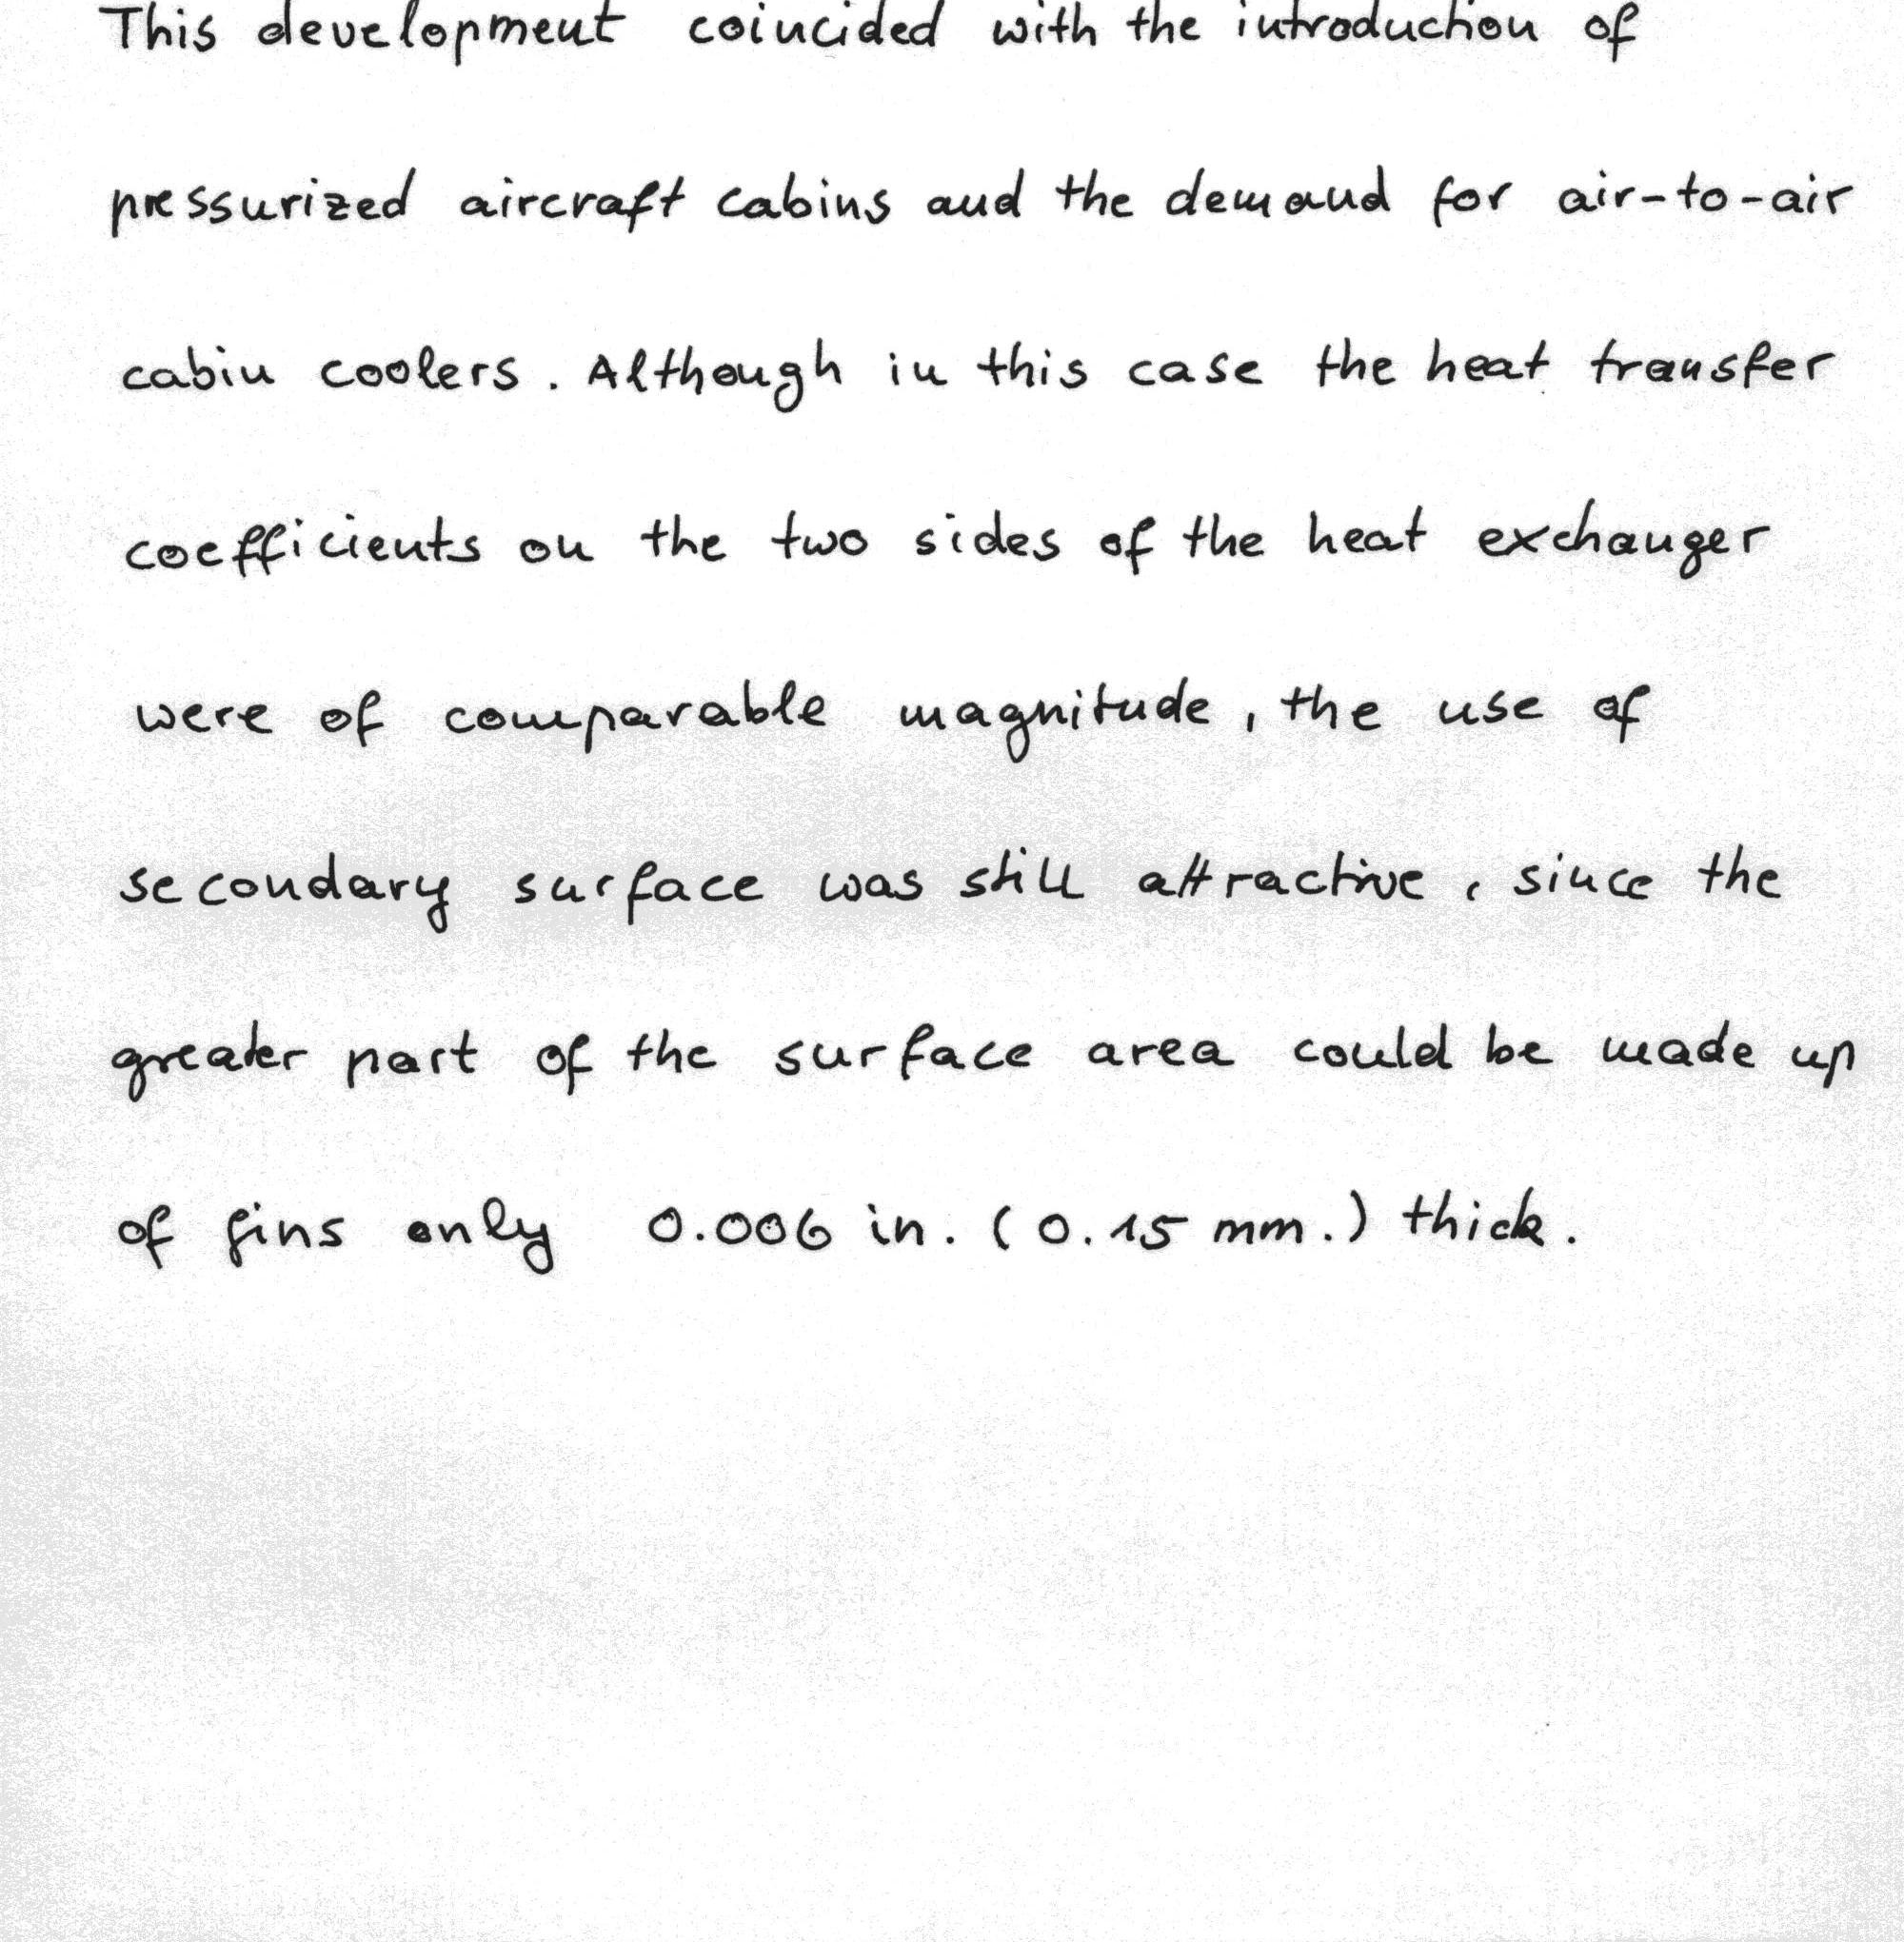 This development coincided with the introduction of
pressurized aircraft cabins and the demand for air-to-air
cabin coolers. Although in this case the heat transfer
coefficients on the two sides of the heat exchanger
were of comparable magnitude, the use of
secondary surface was still attractive, since the
greater part of the surface area could be made up
of fins only 0.006 in. (0.15 mm.) thick.